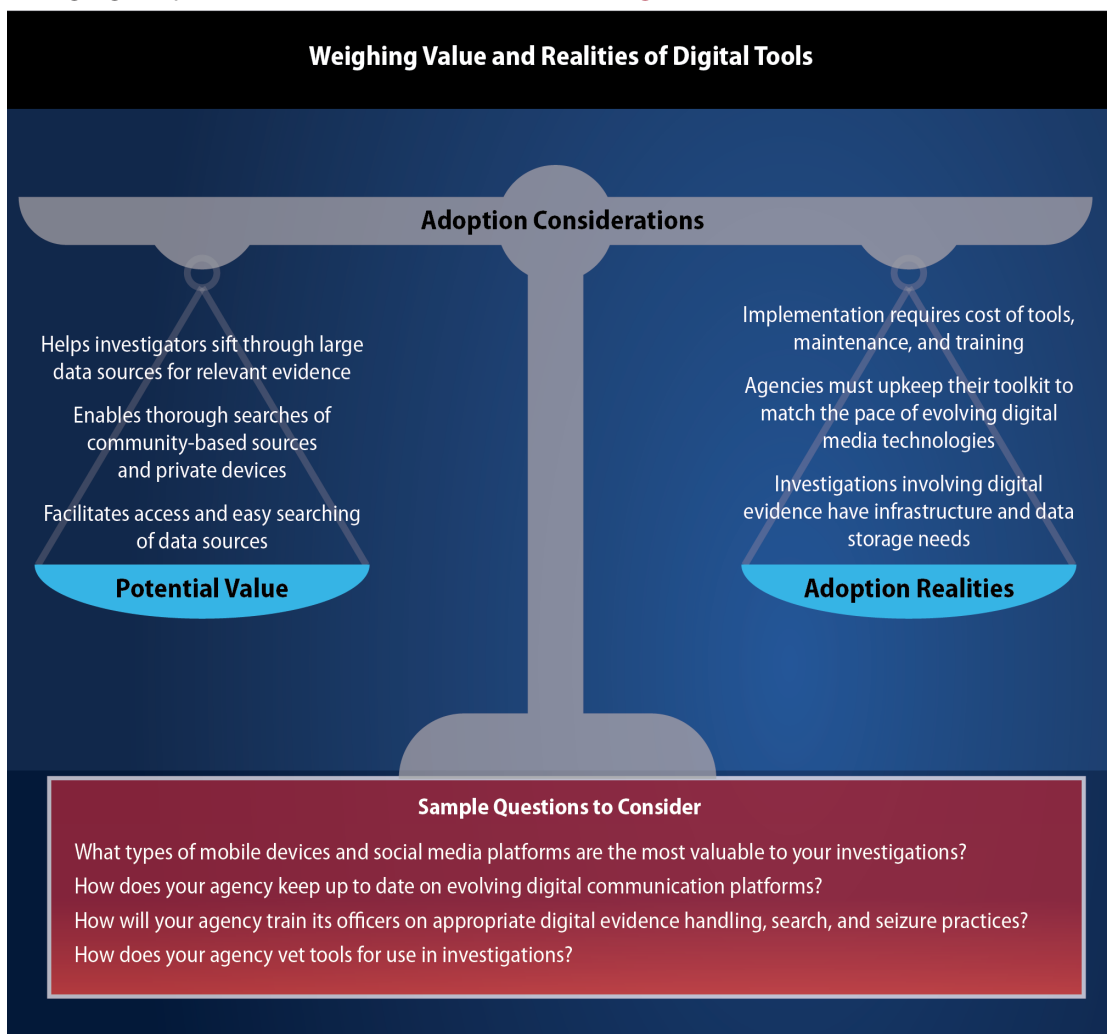 Weighing Value and Realities of Digital Tools
Adoption Considerations
Helps investigators sift through large
data sources for relevant evidence
Enables thorough searches of
community-based sources
and private devices
Facilitates access and easy searching
of data sources
Potential Value
Implementation requires cost of tools,
maintenance, and training
Agencies must upkeep their toolkit to
match the pace of evolving digital
media technologies
Investigations involving digital
evidence have infrastructure and data
storage needs
Adoption Realities
Sample Questions to Consider
What types of mobile devices and social media platforms are the most valuable to your investigations?
How does your agency keep up to date on evolving digital communication platforms?
How will your agency train its officers on appropriate digital evidence handling, search, and seizure practices?
How does your agency vet tools for use in investigations?